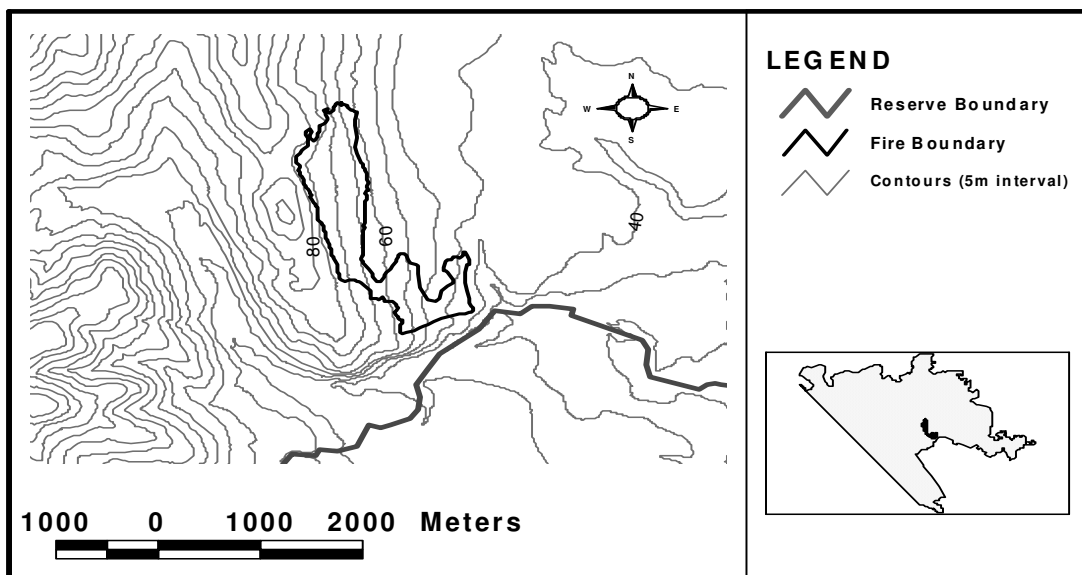 N
W E
S
80
60
40
1000 0 1000 2000 Meters
LEGEND
Reserve Boundary
Fire Boundary
Contours (5m interval)